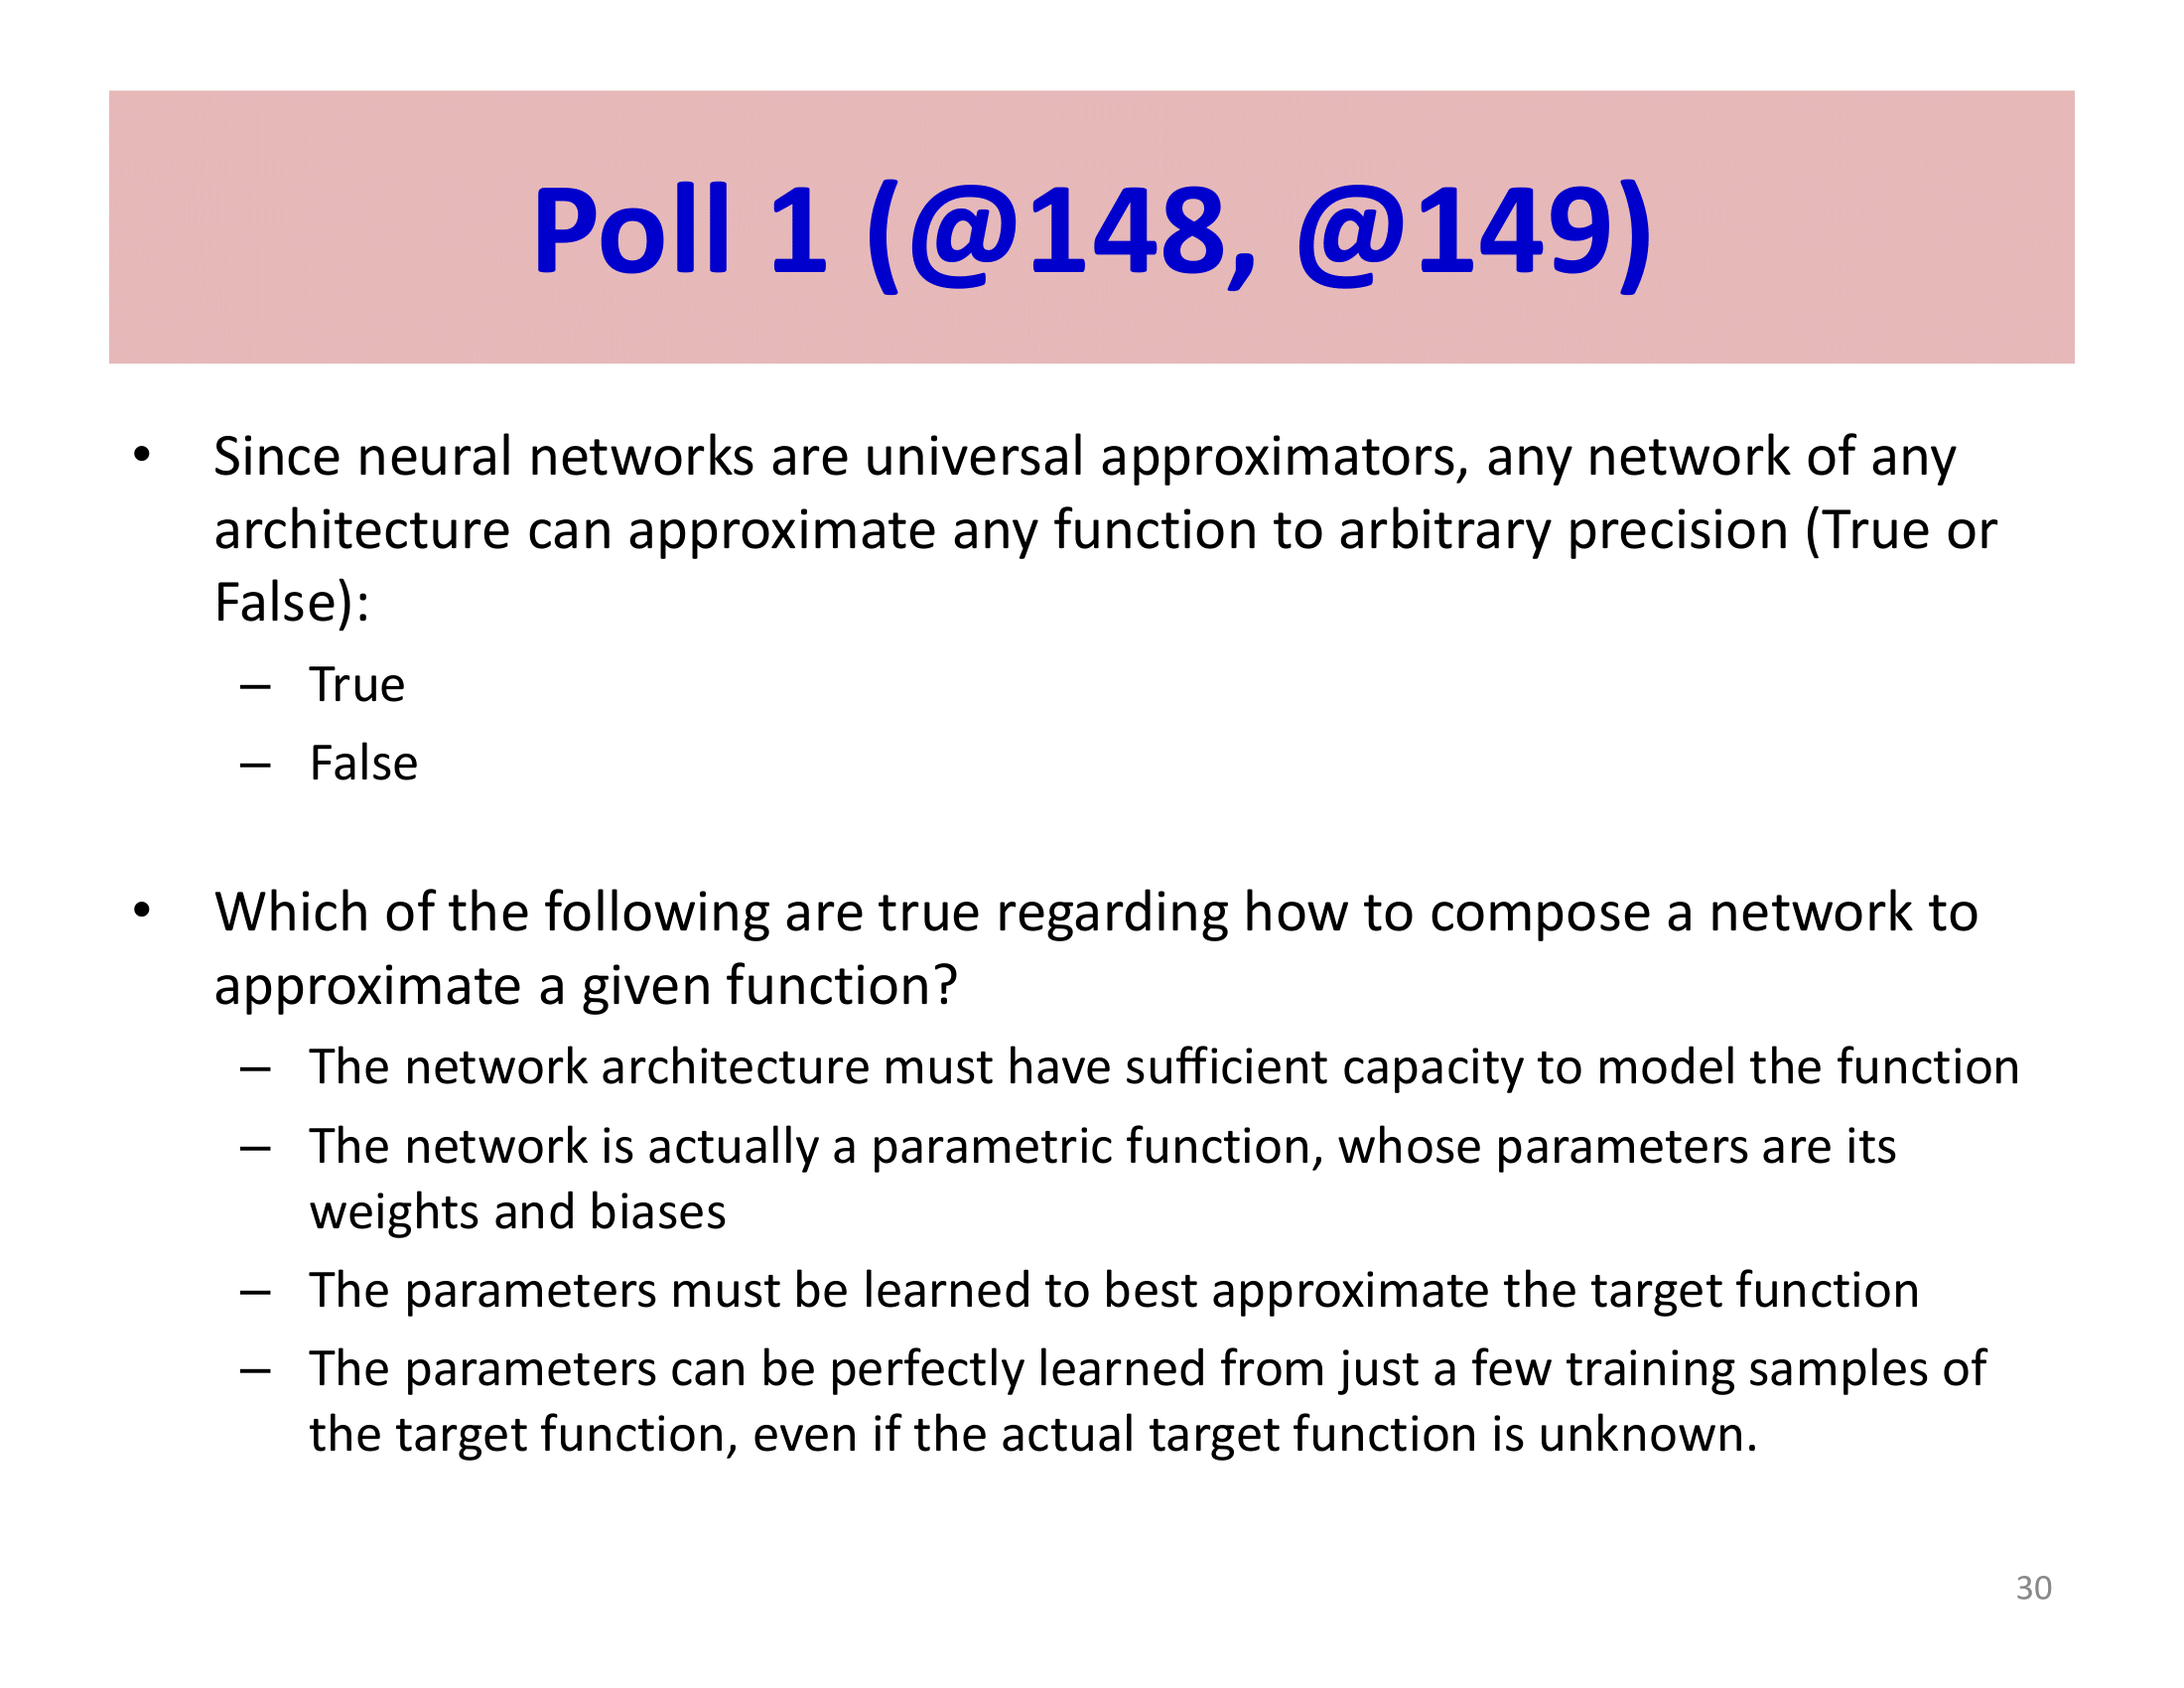 Poll 1 (@148, @149)
• Since neural networks are universal approximators, any network of any
architecture can approximate any function to arbitrary precision (True or
False):
– True
– False
• Which of the following are true regarding how to compose a network to
approximate a given function?
– The network architecture must have sufficient capacity to model the function
– The network is actually a parametric function, whose parameters are its
weights and biases
– The parameters must be learned to best approximate the target function
– The parameters can be perfectly learned from just a few training samples of
the target function, even if the actual target function is unknown.
30